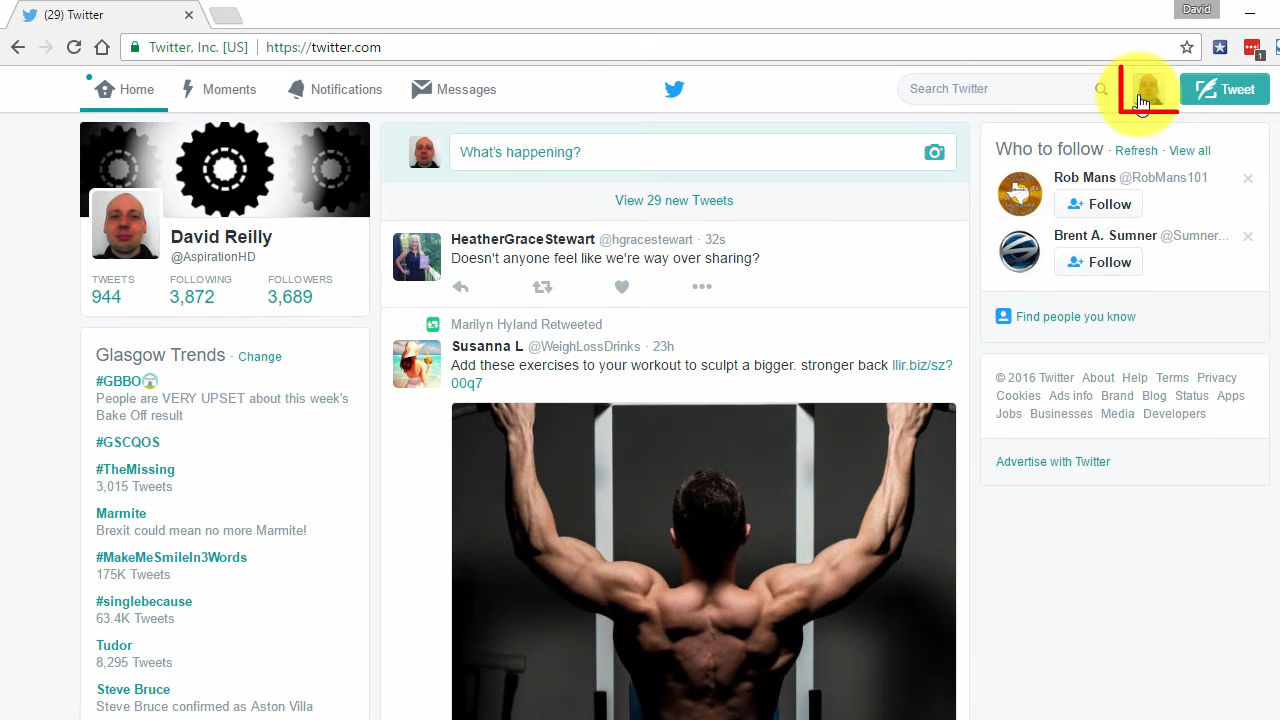 (29) Twitter
David
Twitter, Inc. [US] https://twitter.com
1
Home
Moments
Notifications
Messages
Search Twitter
Tweet
David Reilly
@AspirationHD
TWEETS FOLLOWING FOLLOWERS
944 3,872 3,689
Glasgow Trends · Change
#GBBO
People are VERY UPSET about this week's
Bake Off result
#GSCQOS
#TheMissing
3,015 Tweets
Marmite
Brexit could mean no more Marmite!
#MakeMeSmileIn3Words
175K Tweets
#singlebecause
63.4K Tweets
Tudor
8,295 Tweets
Steve Bruce
Steve Bruce confirmed as Aston Villa
What's happening?
View 29 new Tweets
HeatherGraceStewart @hgracestewart · 32s
Doesn't anyone feel like we're way over sharing?
Marilyn Hyland Retweeted
Susanna L @WeighLossDrinks · 23h
Add these exercises to your workout to sculpt a bigger. stronger back llir.biz/sz?
00q7
Who to follow · Refresh · View all
Rob Mans @RobMans101
Follow
Brent A. Sumner @Sumner...
Follow
Find people you know
© 2016 Twitter About Help Terms Privacy
Cookies Ads info Brand Blog Status Apps
Jobs Businesses Media Developers
Advertise with Twitter